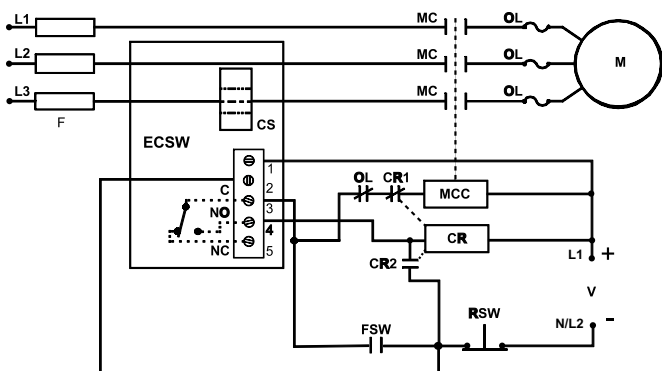 L1 MC OL
L2 MC OL M
L3 MC OL
F CS
ECSW
1
C 2
NO 3
4
NC 5
OL CR1 MCC
CR
CR2 L1 +
V
FSW RSW N/L2 -